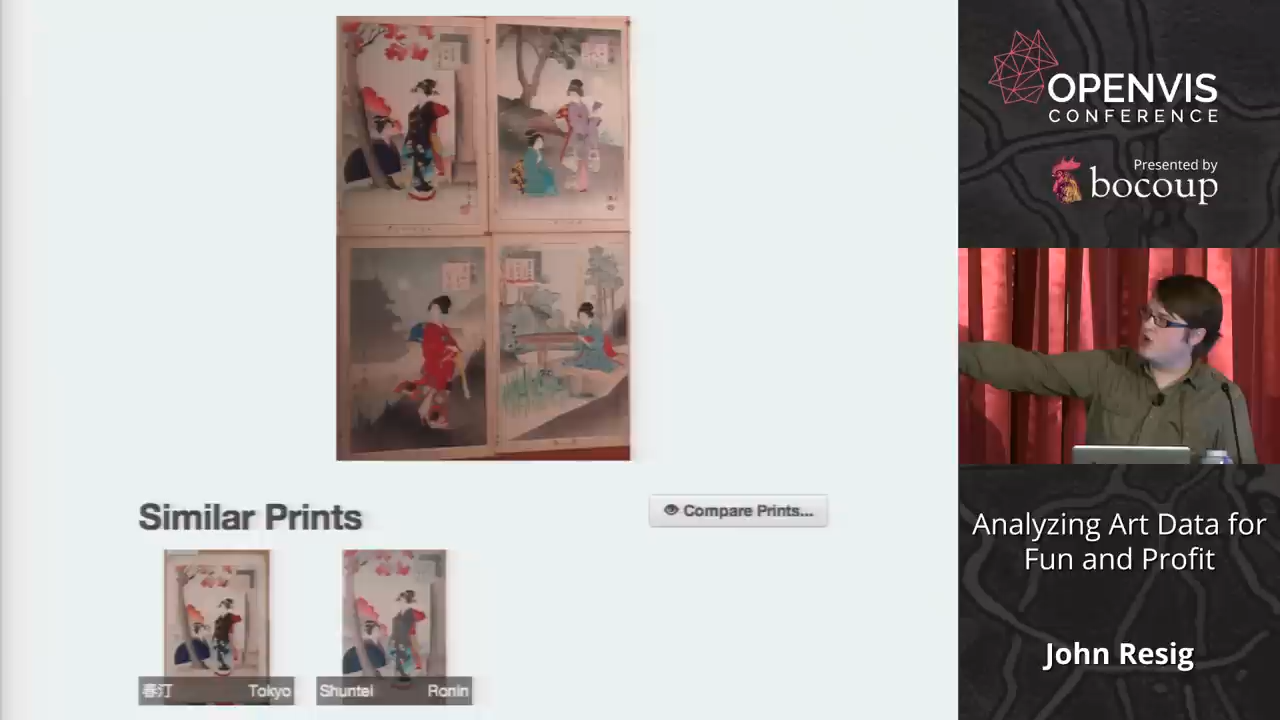 Similar Prints
Compare Prints...
春汀 Tokyo
Shuntei Ronin
OPENVIS
CONFERENCE
Presented by
bocoup
Analyzing Art Data for
Fun and Profit
John Resig